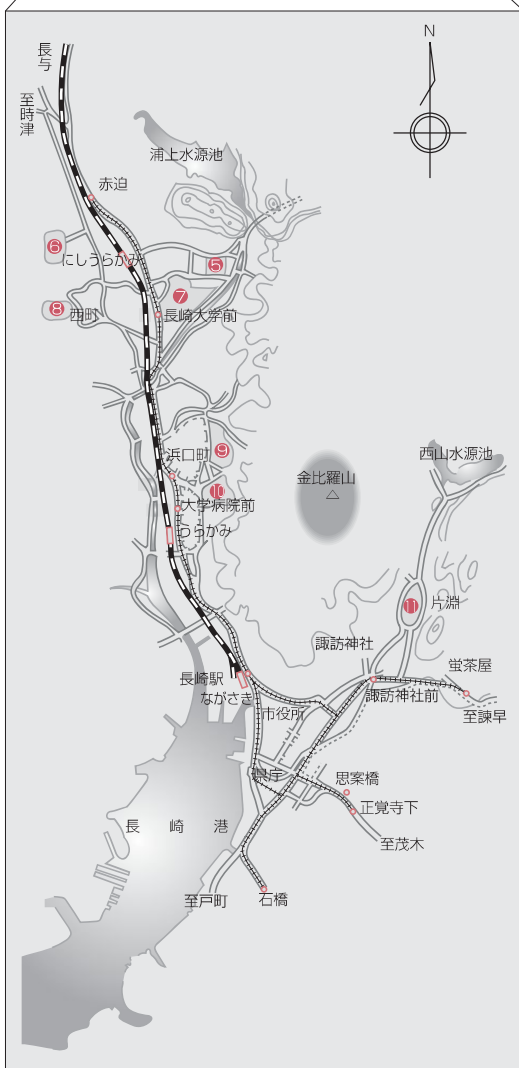 長与
N
至時津
浦上水源池
赤迫
⑥
にしうらかみ
⑤
⑦
⑧
西町
長崎大学前
浜口町
⑨
西山水源池
金比羅山
⑩
大学病院前
うらかみ
⑪
片淵
諏訪神社
蛍茶屋
長崎駅
ながさき
諏訪神社前
市役所
至諫早
県庁
思案橋
正覚寺下
長崎港
至茂木
至戸町
石橋